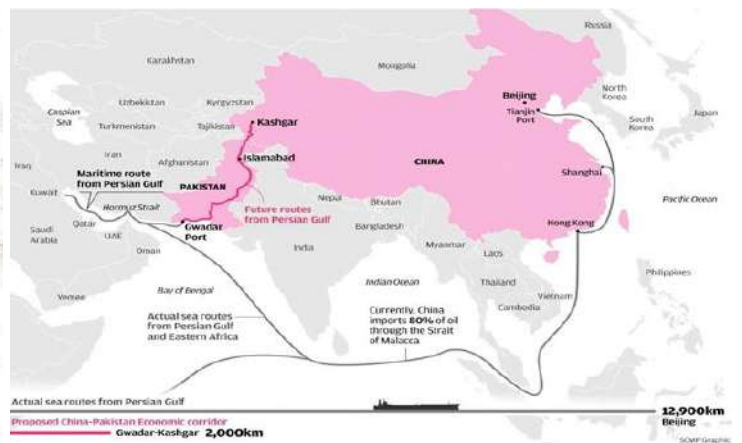 Russia
Kazakhstan
Mongolia
Caspian
Sea
Uzbekistan
Kyrgyzstan
Turkmenistan
Tajikistan
Kashgar
Beijing
Tianjin
Port
North
Korea
South
Korea
Japan
Iraq
Iran
Afghanistan
Islamabad
CHINA
Maritime route
from Persian Gulf
PAKISTAN
Shanghai
Kuwait
Hormuz Strait
Future routes
from Persian Gulf
Nepal
Bhutan
Pacific Ocean
Qatar
UAE
Gwadar
Port
Saudi
Arabia
Oman
India
Bangladesh
Myanmar
Laos
Hong Kong
Yemen
Bay of Bengal
Indian Ocean
Thailand
Vietnam
Cambodia
Philippines
Actual sea routes
from Persian Gulf
and Eastern Africa
Currently, China
imports 80% of oil
through the Strait
of Malacca
Actual sea routes from Persian Gulf
12,900km
Beijing
Proposed China-Pakistan Economic corridor
Gwadar-Kashgar 2,000km
SCMP Graphic